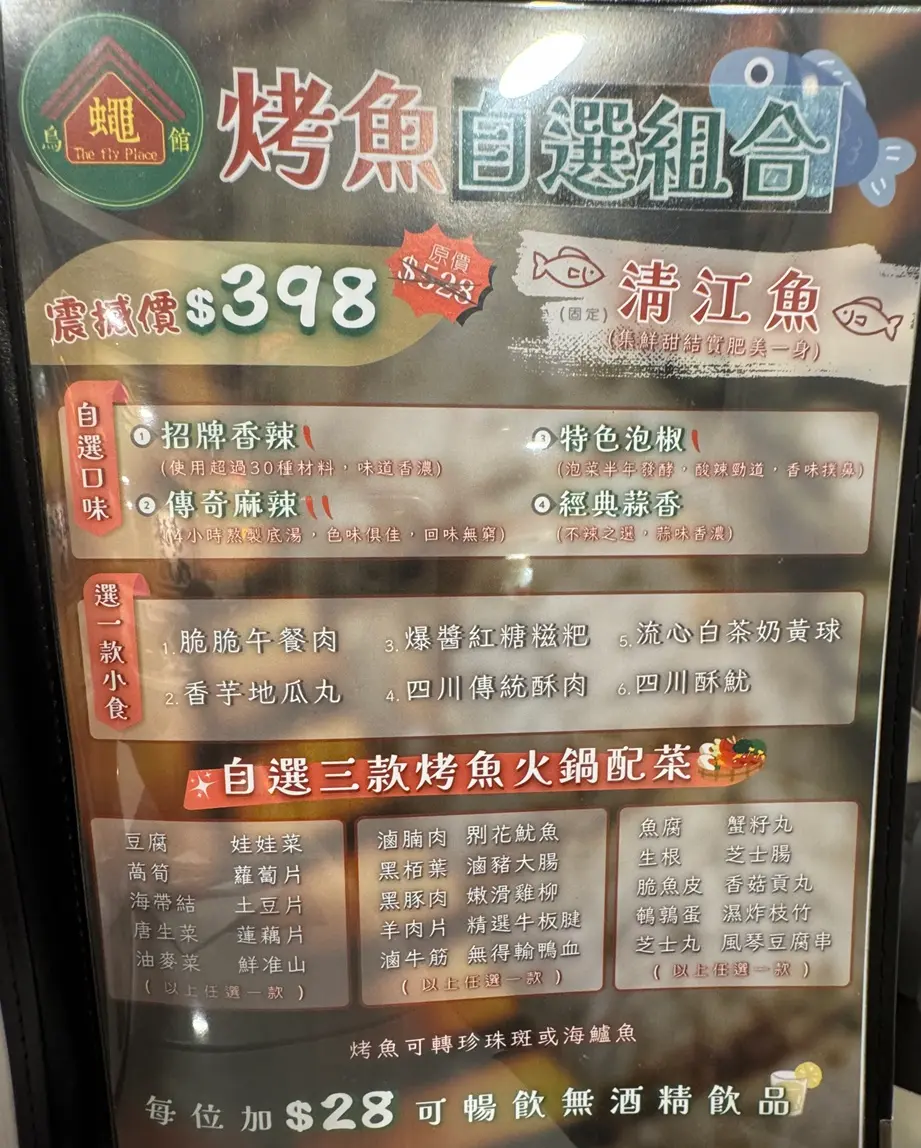 烏 蠅 館
The fly Place
烤魚自選組合
震撼價$398
原價
$528
(固定) 清江魚
(集鮮甜結實肥美一身)
自選口味
1 招牌香辣
(使用超過30種材料，味道香濃)
2 傳奇麻辣
(4小時熬製底湯，色味俱佳，回味無窮)
3 特色泡椒
(泡菜半年發酵，酸辣勁道，香味撲鼻)
4 經典蒜香
(不辣之選，蒜味香濃)
選一款小食
1. 脆脆午餐肉
2. 香芋地瓜丸
3. 爆醬紅糖糍粑
4. 四川傳統酥肉
5. 流心白茶奶黃球
6. 四川酥魷
自選三款烤魚火鍋配菜
豆腐 娃娃菜
萵筍 蘿蔔片
海帶結 土豆片
唐生菜 蓮藕片
油麥菜 鮮准山
(以上任選一款)
滷腩肉 𠝹花魷魚
黑栢葉 滷豬大腸
黑豚肉 嫩滑雞柳
羊肉片 精選牛板腱
滷牛筋 無得輸鴨血
(以上任選一款)
魚腐 蟹籽丸
生根 芝士腸
脆魚皮 香菇貢丸
鵪鶉蛋 濕炸枝竹
芝士丸 風琴豆腐串
(以上任選一款)
烤魚可轉珍珠斑或海鱸魚
每位加$28可暢飲無酒精飲品